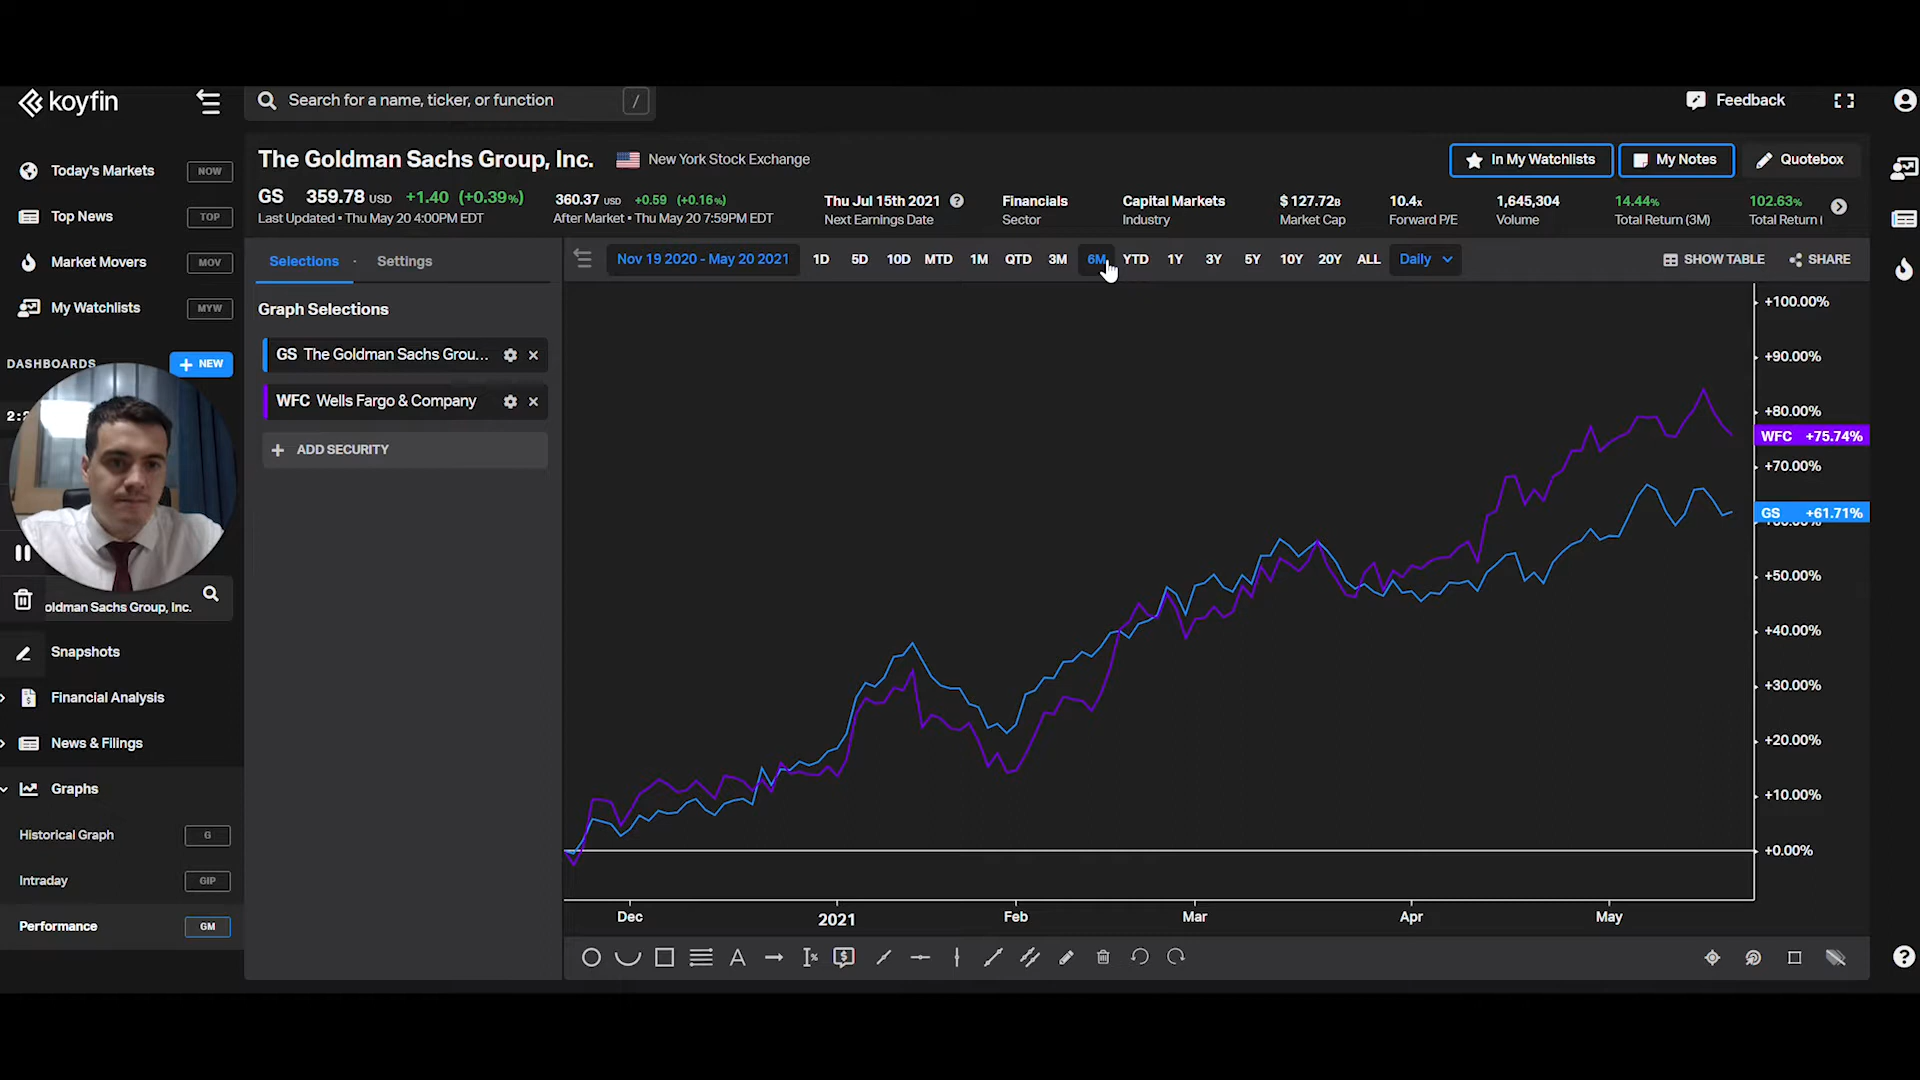 koyfin
Search for a name, ticker, or function /
Feedback
Today's Markets NOW
Top News TOP
Market Movers MOV
My Watchlists MYW
DASHBOARDS + NEW
oldman Sachs Group, Inc.
Snapshots
Financial Analysis
News & Filings
Graphs
Historical Graph G
Intraday GIP
Performance GM
The Goldman Sachs Group, Inc. New York Stock Exchange
In My Watchlists My Notes Quotebox
GS 359.78 USD +1.40 (+0.39%)
Last Updated • Thu May 20 4:00PM EDT
360.37 USD +0.59 (+0.16%)
After Market • Thu May 20 7:59PM EDT
Thu Jul 15th 2021 ?
Next Earnings Date
Financials
Sector
Capital Markets
Industry
$ 127.72B
Market Cap
10.4x
Forward P/E
1,645,304
Volume
14.44%
Total Return (3M)
102.63%
Total Return (
Selections Settings
Graph Selections
GS The Goldman Sachs Grou...
WFC Wells Fargo & Company
+ ADD SECURITY
Nov 19 2020 - May 20 2021 1D 5D 10D MTD 1M QTD 3M 6M YTD 1Y 3Y 5Y 10Y 20Y ALL Daily
SHOW TABLE SHARE
+100.00%
+90.00%
+80.00%
WFC +75.74%
+70.00%
GS +61.71%
+50.00%
+40.00%
+30.00%
+20.00%
+10.00%
+0.00%
Dec 2021 Feb Mar Apr May